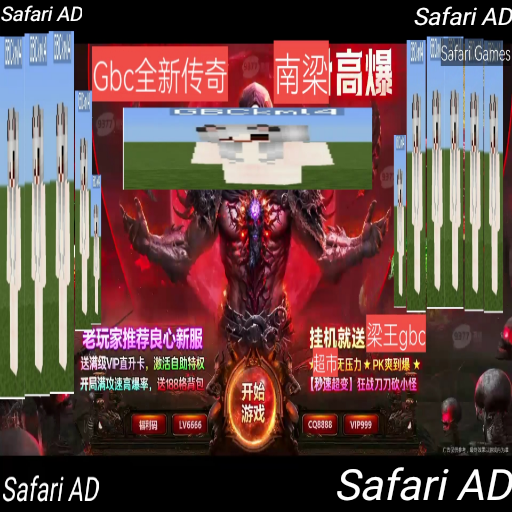 Safari AD
Safari AD
Safari Games
Gbc全新传奇
南梁
高爆
GBCkml4
老玩家推荐良心新服
送满级VIP直升卡，激活自助特权
开局满攻速高爆率，送188格背包
挂机就送梁王gbc
超市无压力★PK爽到爆★
【秒速超变】狂战刀刀砍小怪
开始
游戏
福利码
LV6666
CQ8888
VIP999
Safari AD
Safari AD